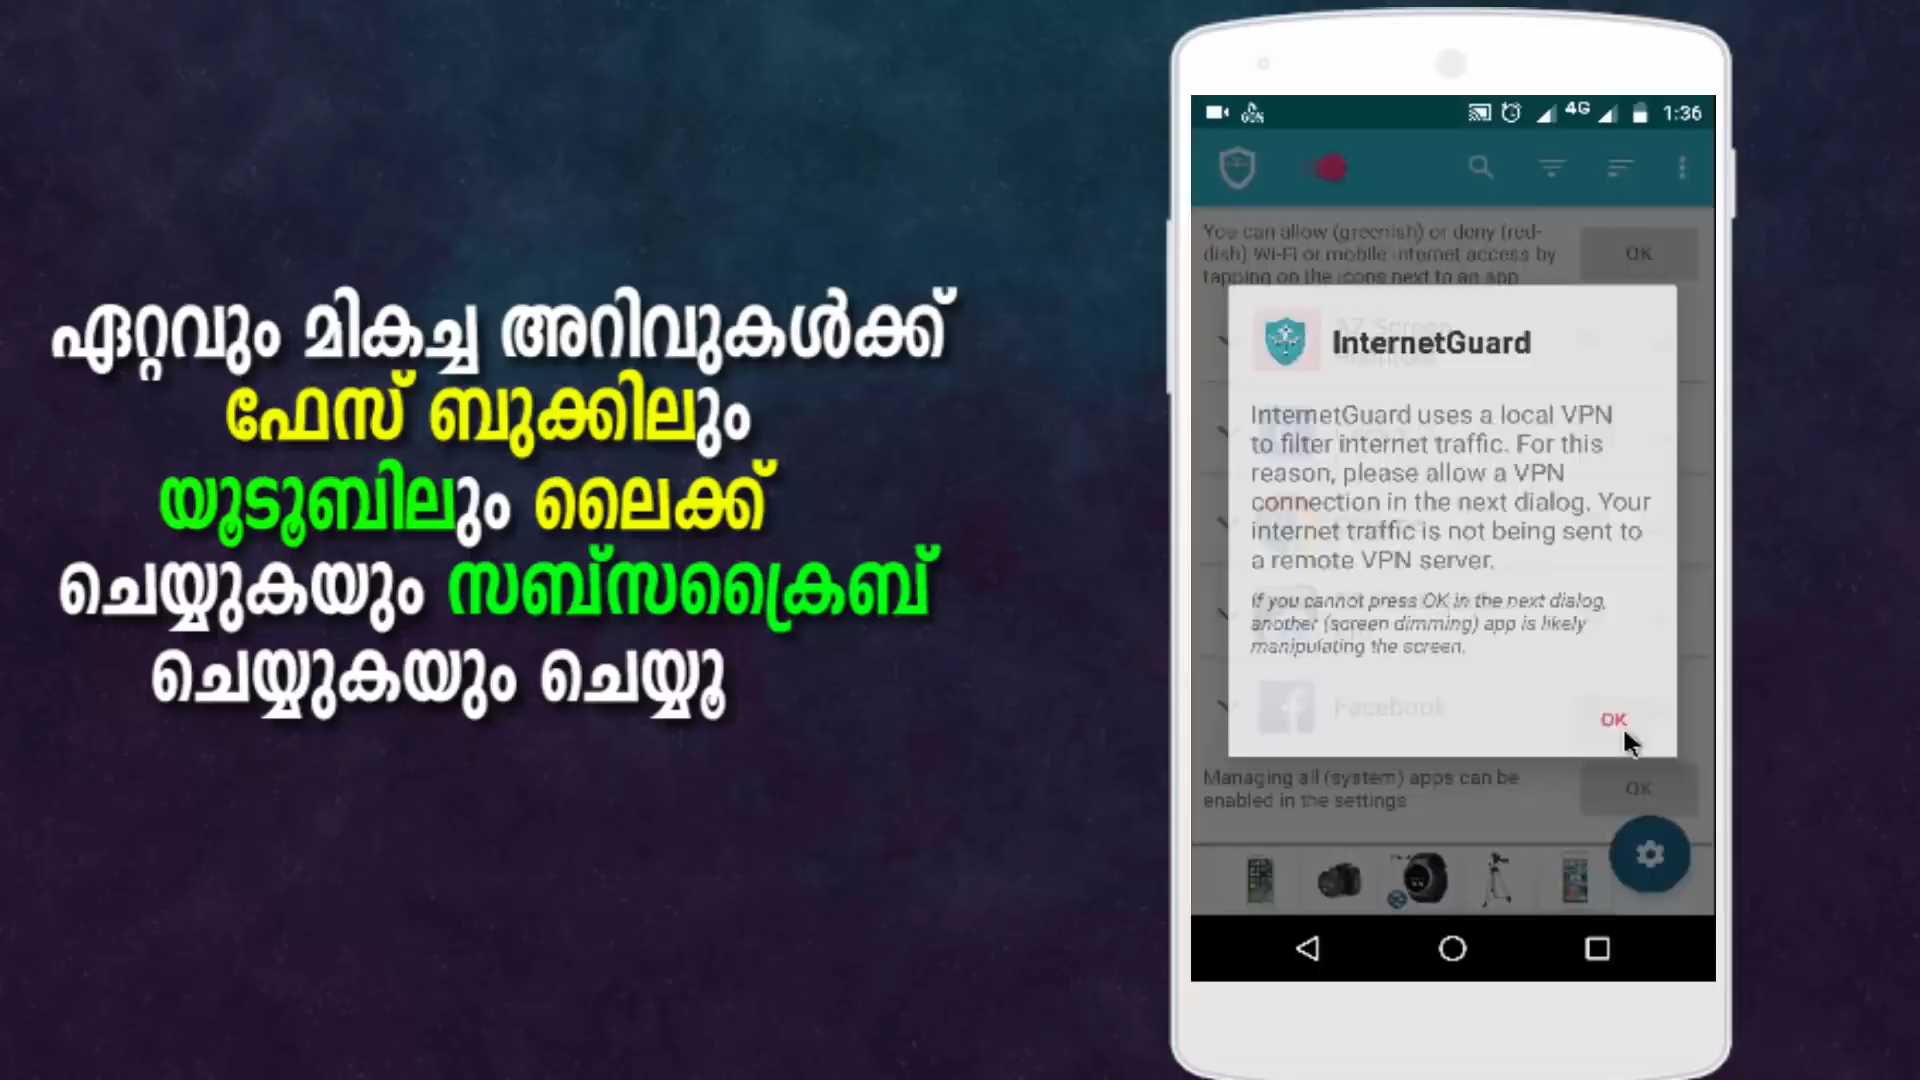 ഏറ്റവും മികച്ച അറിവുകൾക്ക്
ഫേസ് ബുക്കിലും
യൂടൂബിലും ലൈക്ക്
ചെയ്യുകയും സബ്സക്രൈബ്
ചെയ്യുകയും ചെയ്യൂ
4G 1:36
You can allow (greenish) or deny (red-
dish) Wi-Fi or mobile internet access by
tapping on the icons next to an app
OK
InternetGuard
InternetGuard uses a local VPN
to filter internet traffic. For this
reason, please allow a VPN
connection in the next dialog. Your
internet traffic is not being sent to
a remote VPN server.
If you cannot press OK in the next dialog,
another (screen dimming) app is likely
manipulating the screen.
Facebook
OK
Managing all (system) apps can be
enabled in the settings
OK